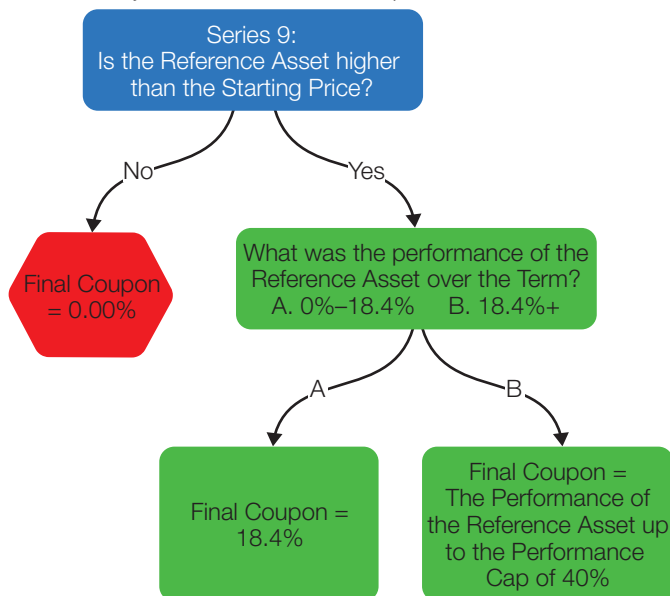 Series 9:
Is the Reference Asset higher
than the Starting Price?
No
Yes
Final Coupon
= 0.00%
What was the performance of the
Reference Asset over the Term?
A. 0%–18.4% B. 18.4%+
A
B
Final Coupon =
18.4%
Final Coupon =
The Performance of
the Reference Asset up
to the Performance
Cap of 40%